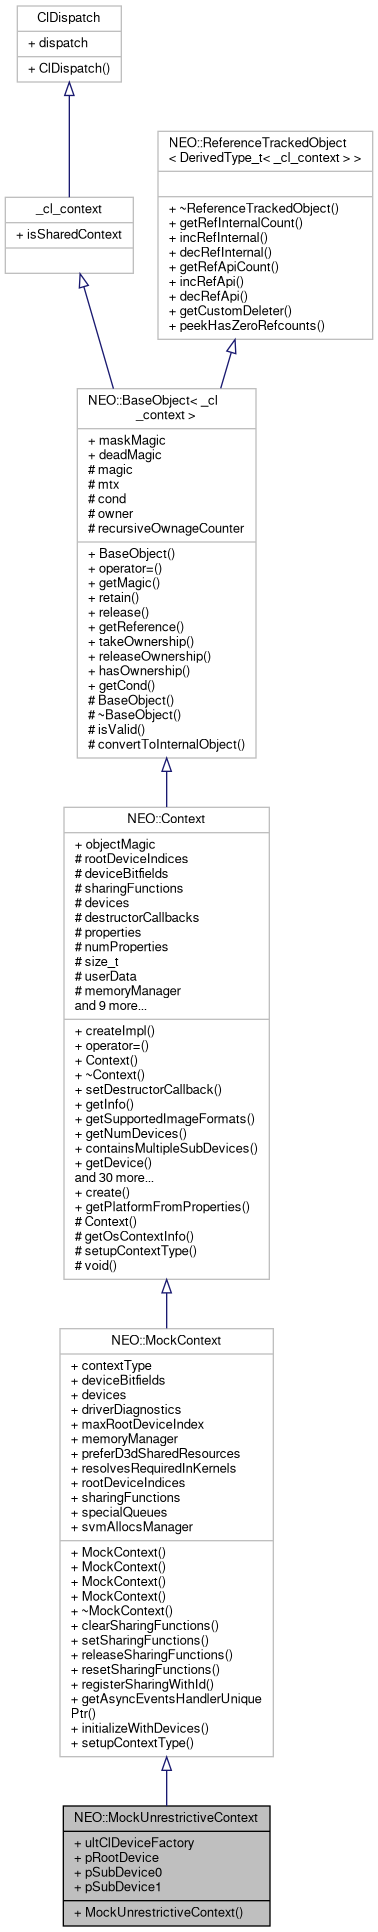 ClDispatch
+ dispatch
+ ClDispatch()
_cl_context
+ isSharedContext
NEO::ReferenceTrackedObject
< DerivedType_t< _cl_context > >
+ ~ReferenceTrackedObject()
+ getRefInternalCount()
+ incRefInternal()
+ decRefInternal()
+ getRefApiCount()
+ incRefApi()
+ decRefApi()
+ getCustomDeleter()
+ peekHasZeroRefcounts()
NEO::BaseObject< _cl
_context >
+ maskMagic
+ deadMagic
# magic
# mtx
# cond
# owner
# recursiveOwnageCounter
+ BaseObject()
+ operator=()
+ getMagic()
+ retain()
+ release()
+ getReference()
+ takeOwnership()
+ releaseOwnership()
+ hasOwnership()
+ getCond()
# BaseObject()
# ~BaseObject()
# isValid()
# convertToInternalObject()
NEO::Context
+ objectMagic
# rootDeviceIndices
# deviceBitfields
# sharingFunctions
# devices
# destructorCallbacks
# properties
# numProperties
# size_t
# userData
# memoryManager
and 9 more...
+ createImpl()
+ operator=()
+ Context()
+ ~Context()
+ setDestructorCallback()
+ getInfo()
+ getSupportedImageFormats()
+ getNumDevices()
+ containsMultipleSubDevices()
+ getDevice()
and 30 more...
+ create()
+ getPlatformFromProperties()
# Context()
# getOsContextInfo()
# setupContextType()
# void()
NEO::MockContext
+ contextType
+ deviceBitfields
+ devices
+ driverDiagnostics
+ maxRootDeviceIndex
+ memoryManager
+ preferD3dSharedResources
+ resolvesRequiredInKernels
+ rootDeviceIndices
+ sharingFunctions
+ specialQueues
+ svmAllocsManager
+ MockContext()
+ MockContext()
+ MockContext()
+ MockContext()
+ ~MockContext()
+ clearSharingFunctions()
+ setSharingFunctions()
+ releaseSharingFunctions()
+ resetSharingFunctions()
+ registerSharingWithId()
+ getAsyncEventsHandlerUnique
Ptr()
+ initializeWithDevices()
+ setupContextType()
NEO::MockUnrestrictiveContext
+ ultClDeviceFactory
+ pRootDevice
+ pSubDevice0
+ pSubDevice1
+ MockUnrestrictiveContext()